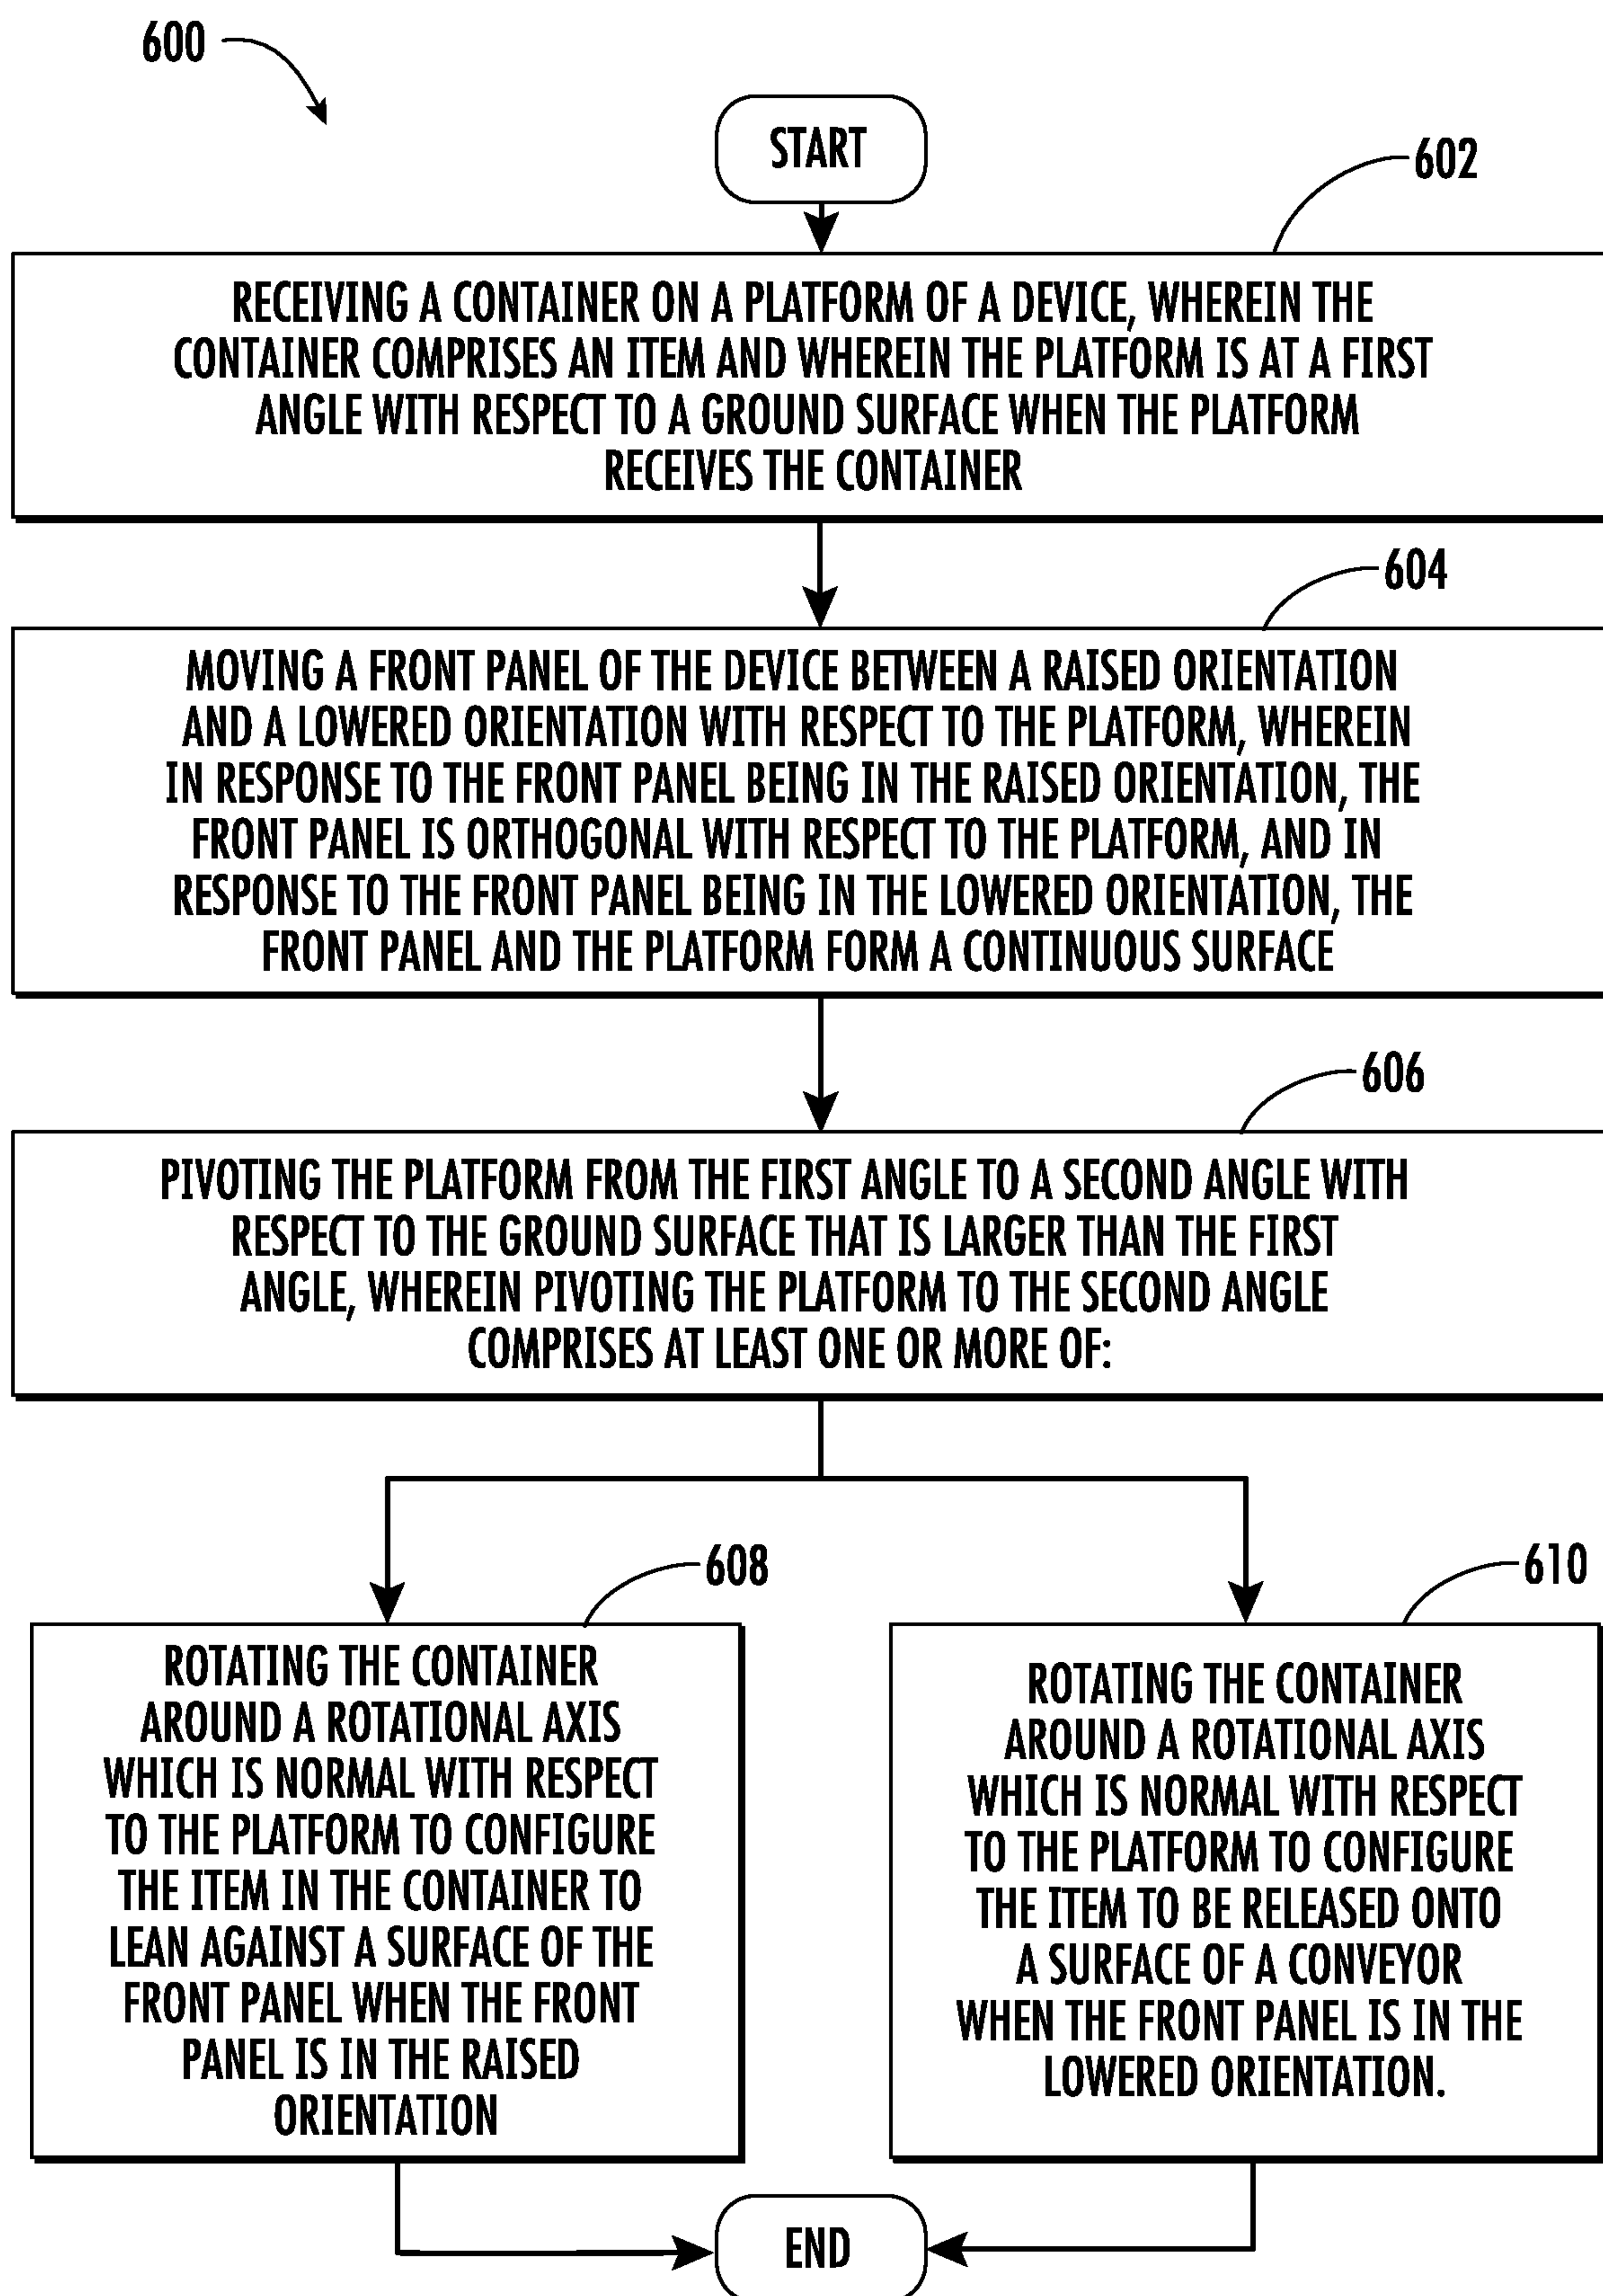 600
START
602
RECEIVING A CONTAINER ON A PLATFORM OF A DEVICE, WHEREIN THE
CONTAINER COMPRISES AN ITEM AND WHEREIN THE PLATFORM IS AT A FIRST
ANGLE WITH RESPECT TO A GROUND SURFACE WHEN THE PLATFORM
RECEIVES THE CONTAINER
604
MOVING A FRONT PANEL OF THE DEVICE BETWEEN A RAISED ORIENTATION
AND A LOWERED ORIENTATION WITH RESPECT TO THE PLATFORM, WHEREIN
IN RESPONSE TO THE FRONT PANEL BEING IN THE RAISED ORIENTATION, THE
FRONT PANEL IS ORTHOGONAL WITH RESPECT TO THE PLATFORM, AND IN
RESPONSE TO THE FRONT PANEL BEING IN THE LOWERED ORIENTATION, THE
FRONT PANEL AND THE PLATFORM FORM A CONTINUOUS SURFACE
606
PIVOTING THE PLATFORM FROM THE FIRST ANGLE TO A SECOND ANGLE WITH
RESPECT TO THE GROUND SURFACE THAT IS LARGER THAN THE FIRST
ANGLE, WHEREIN PIVOTING THE PLATFORM TO THE SECOND ANGLE
COMPRISES AT LEAST ONE OR MORE OF:
608
ROTATING THE CONTAINER
AROUND A ROTATIONAL AXIS
WHICH IS NORMAL WITH RESPECT
TO THE PLATFORM TO CONFIGURE
THE ITEM IN THE CONTAINER TO
LEAN AGAINST A SURFACE OF THE
FRONT PANEL WHEN THE FRONT
PANEL IS IN THE RAISED
ORIENTATION
610
ROTATING THE CONTAINER
AROUND A ROTATIONAL AXIS
WHICH IS NORMAL WITH RESPECT
TO THE PLATFORM TO CONFIGURE
THE ITEM TO BE RELEASED ONTO
A SURFACE OF A CONVEYOR
WHEN THE FRONT PANEL IS IN THE
LOWERED ORIENTATION.
END